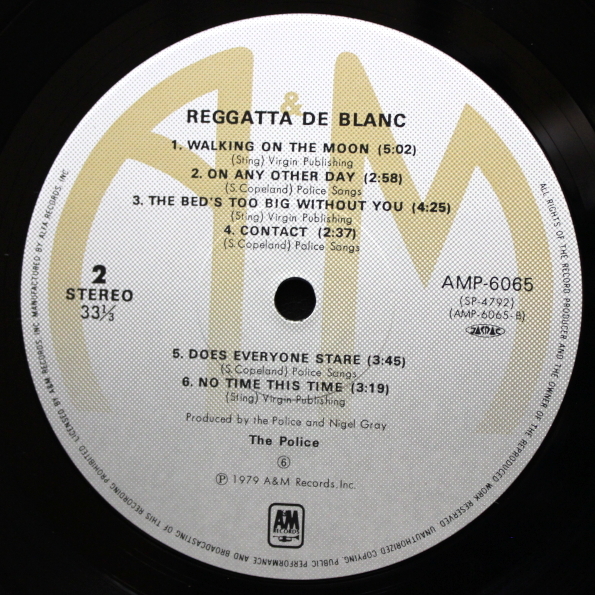 A&M
REGGATTA DE BLANC
1. WALKING ON THE MOON (5:02)
(Sting) Virgin Publishing
2. ON ANY OTHER DAY (2:58)
(S.Copeland) Police Songs
3. THE BED'S TOO BIG WITHOUT YOU (4:25)
(Sting) Virgin Publishing
4. CONTACT (2:37)
(S.Copeland) Police Songs
2
STEREO
33⅓
AMP-6065
(SP-4792)
(AMP-6065-B)
JASRAC
5. DOES EVERYONE STARE (3:45)
(S.Copeland) Police Songs
6. NO TIME THIS TIME (3:19)
(Sting) Virgin Publishing
Produced by the Police and Nigel Gray
The Police
⑥
Ⓟ 1979 A&M Records.Inc.
A&M
RECORDS
ALL RIGHTS OF THE RECORD PRODUCER AND THE OWNER OF THE REPRODUCED WORK RESERVED. UNAUTHORIZED COPYING, PUBLIC PERFORMANCE AND BROADCASTING OF THIS RECORDING PROHIBITED. LICENSED BY A&M RECORDS, INC. MANUFACTURED BY ALFA RECORDS, INC